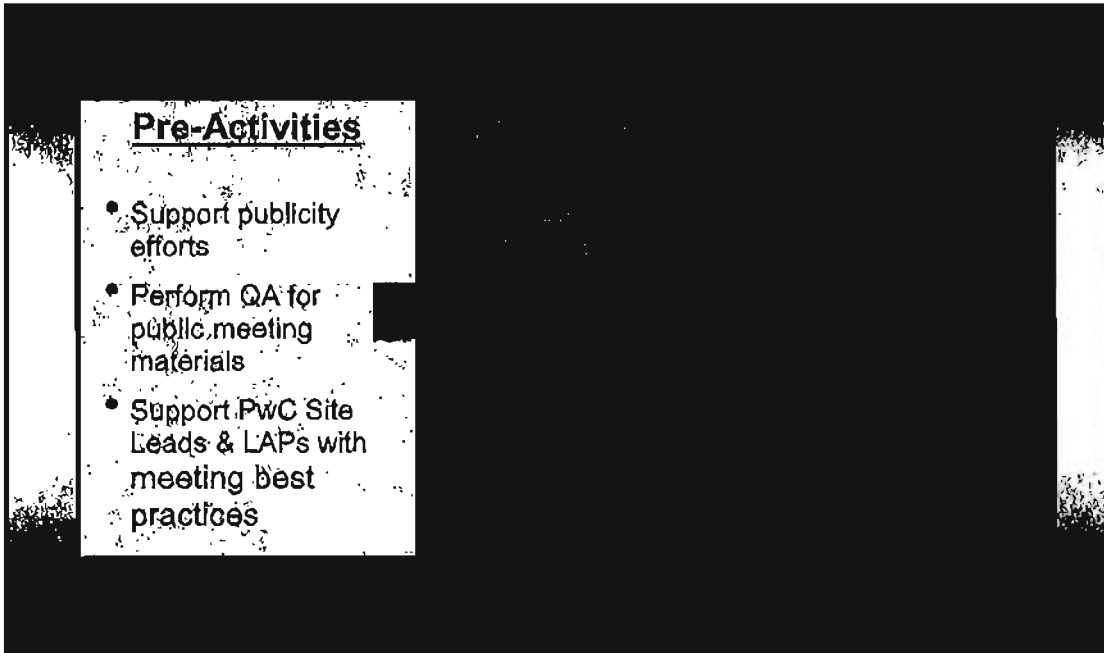 Pre-Activities
• Support publicity
efforts
• Perform QA for
public meeting
materials
• Support PwC Site
Leads & LAPs with
meeting best
practices